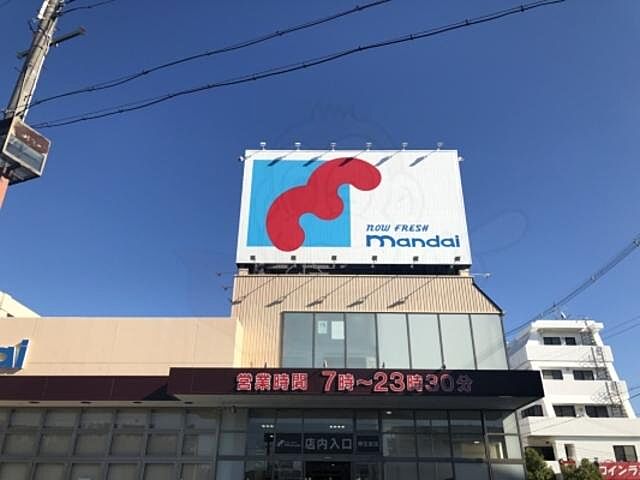 NOW FRESH
mandai
ai
営業時間 7時～23時30分
店内入口
コインラ